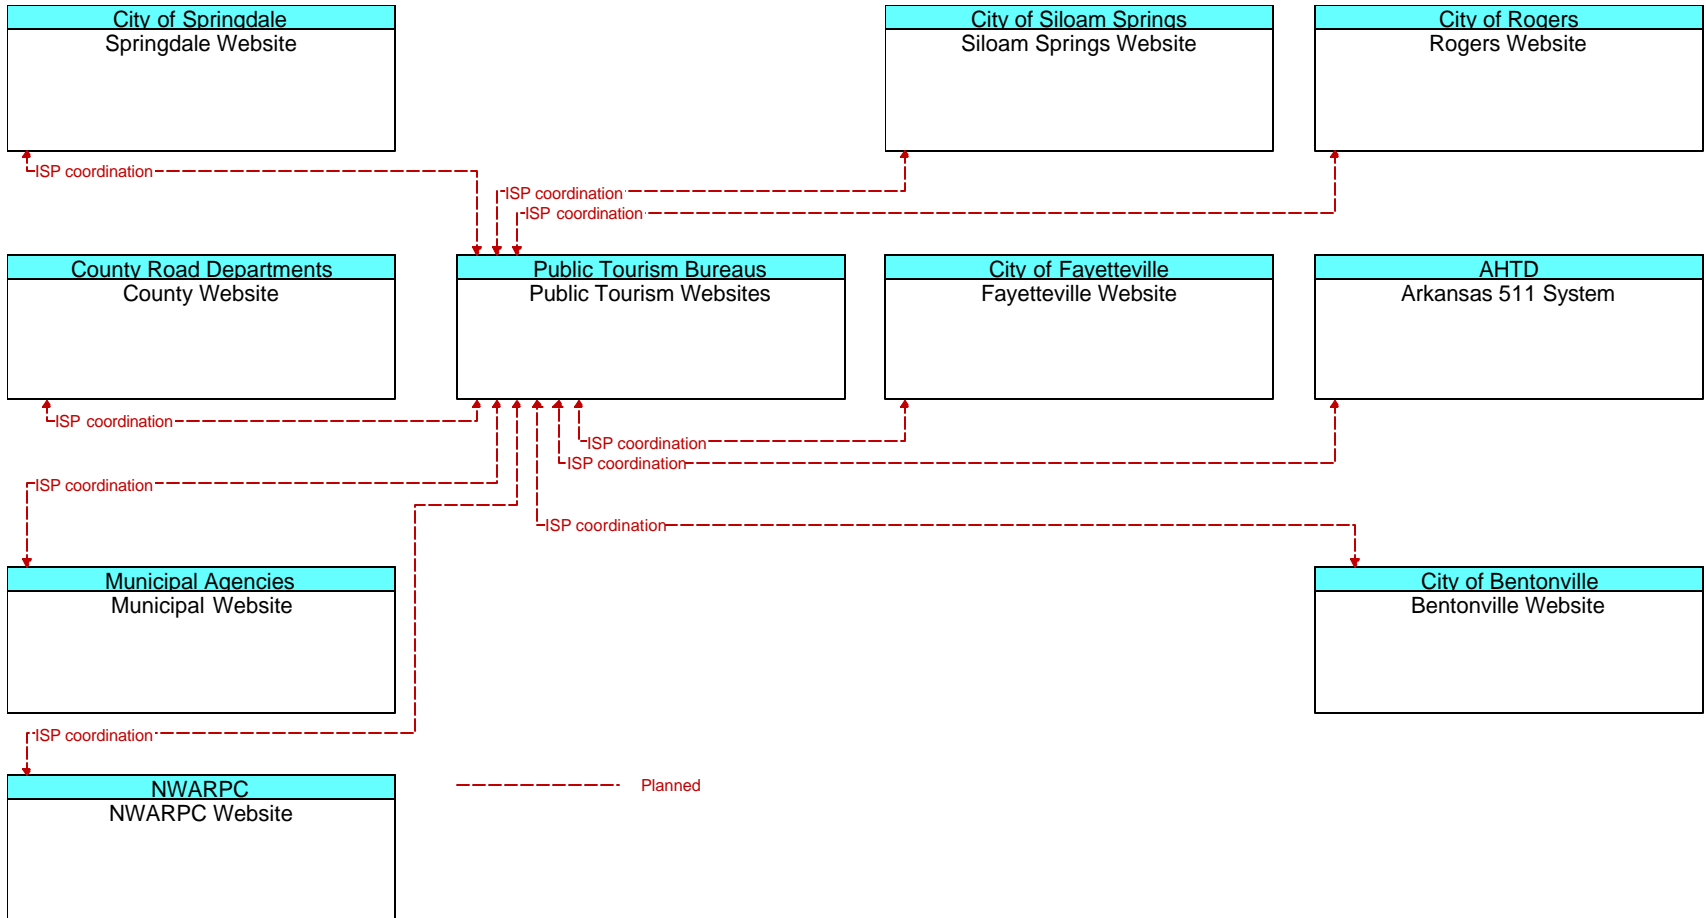 City of Springdale
Springdale Website
City of Siloam Springs
Siloam Springs Website
City of Rogers
Rogers Website
ISP coordination
ISP coordination
ISP coordination
County Road Departments
County Website
Public Tourism Bureaus
Public Tourism Websites
City of Fayetteville
Fayetteville Website
AHTD
Arkansas 511 System
ISP coordination
ISP coordination
ISP coordination
ISP coordination
ISP coordination
Municipal Agencies
Municipal Website
City of Bentonville
Bentonville Website
ISP coordination
NWARPC
NWARPC Website
Planned